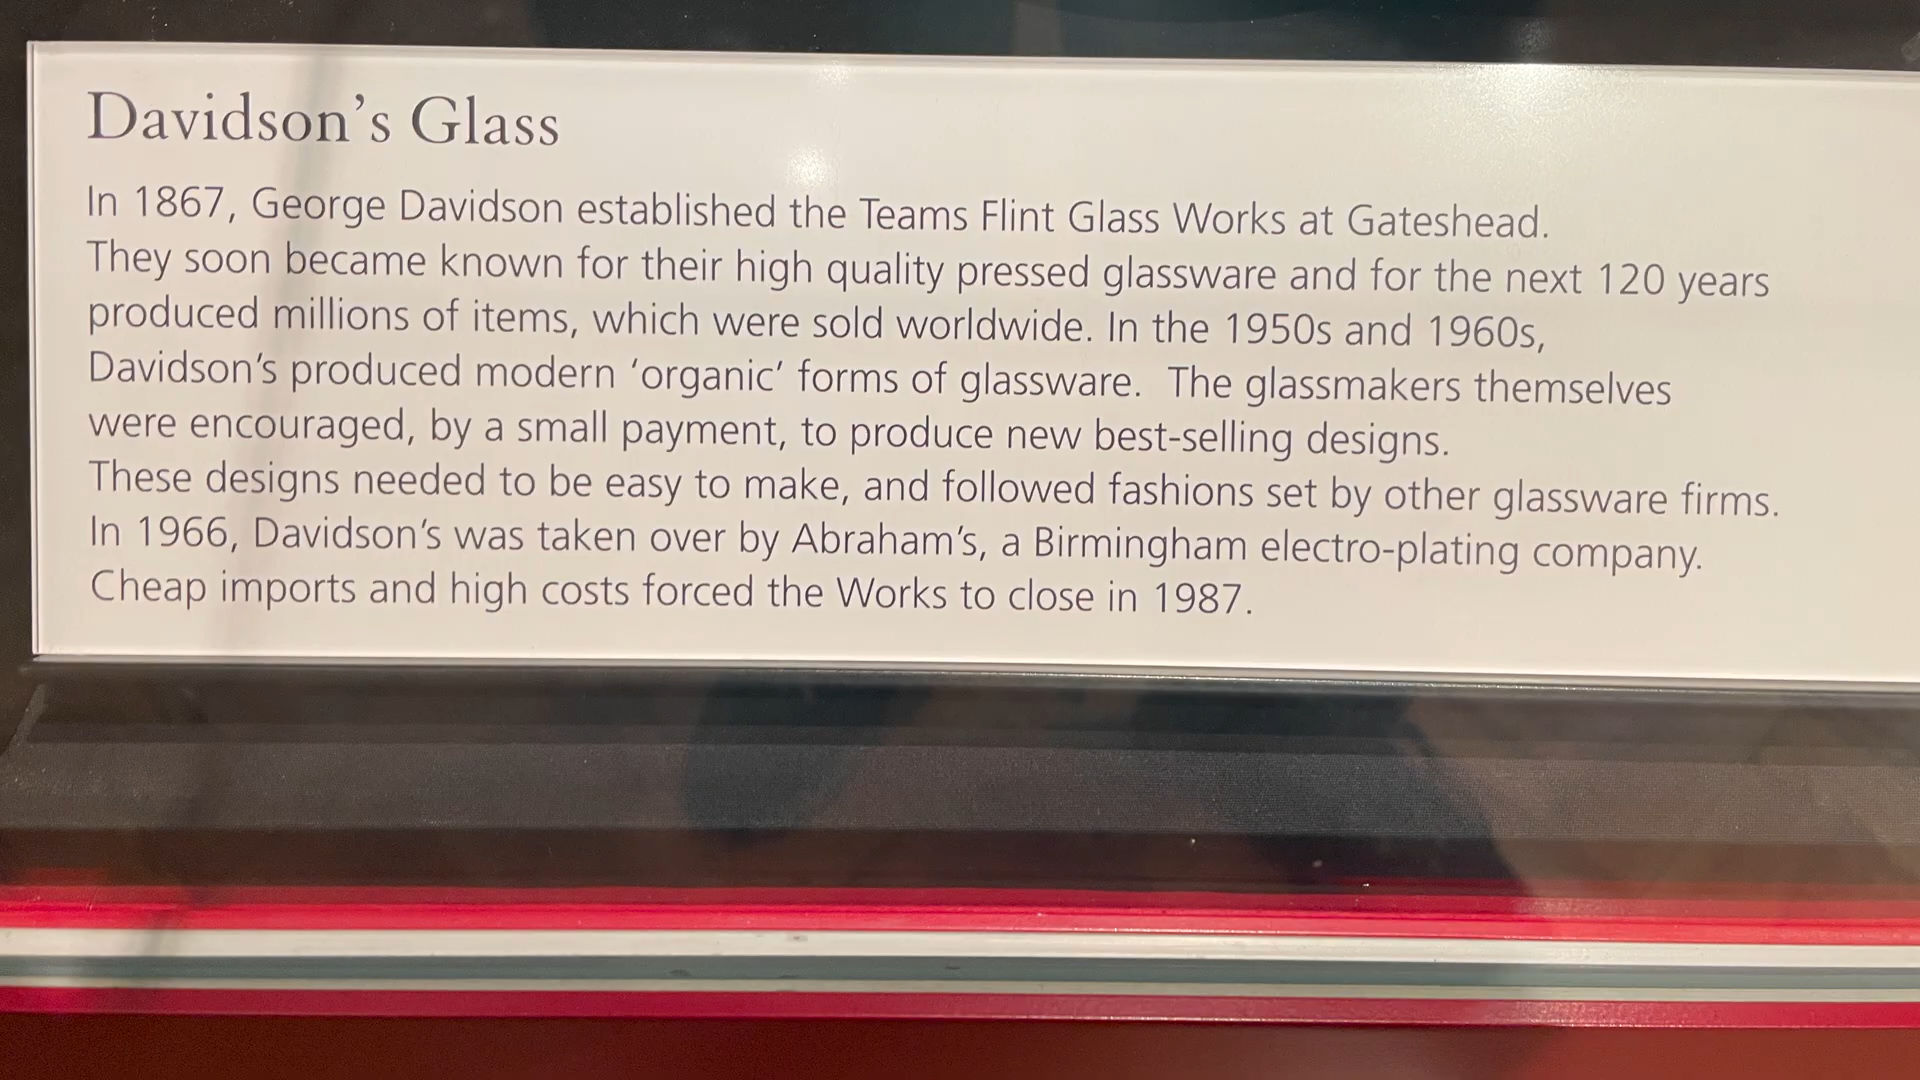 Davidson’s Glass
In 1867, George Davidson established the Teams Flint Glass Works at Gateshead.
They soon became known for their high quality pressed glassware and for the next 120 years
produced millions of items, which were sold worldwide. In the 1950s and 1960s,
Davidson’s produced modern ‘organic’ forms of glassware.  The glassmakers themselves
were encouraged, by a small payment, to produce new best-selling designs.
These designs needed to be easy to make, and followed fashions set by other glassware firms.
In 1966, Davidson’s was taken over by Abraham’s, a Birmingham electro-plating company.
Cheap imports and high costs forced the Works to close in 1987.